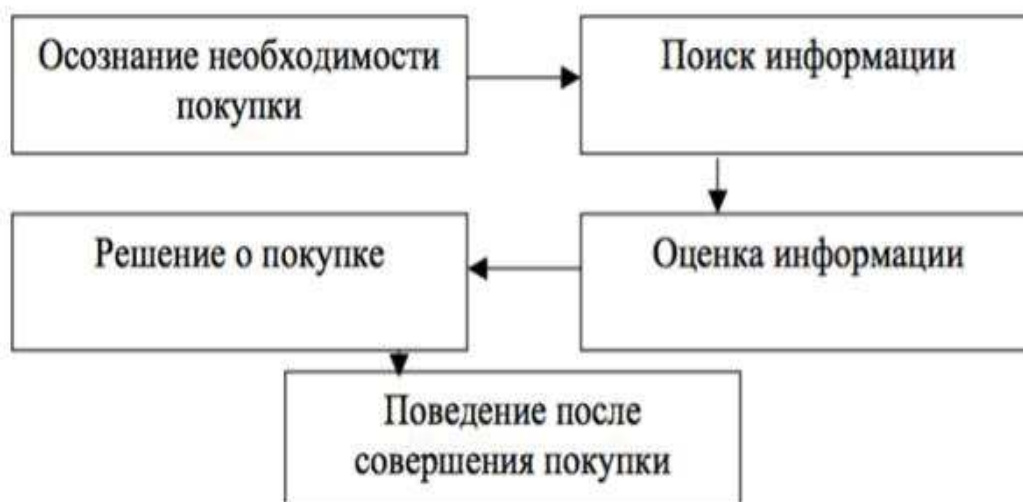 Осознание необходимости
покупки
Поиск информации
Оценка информации
Решение о покупке
Поведение после
совершения покупки